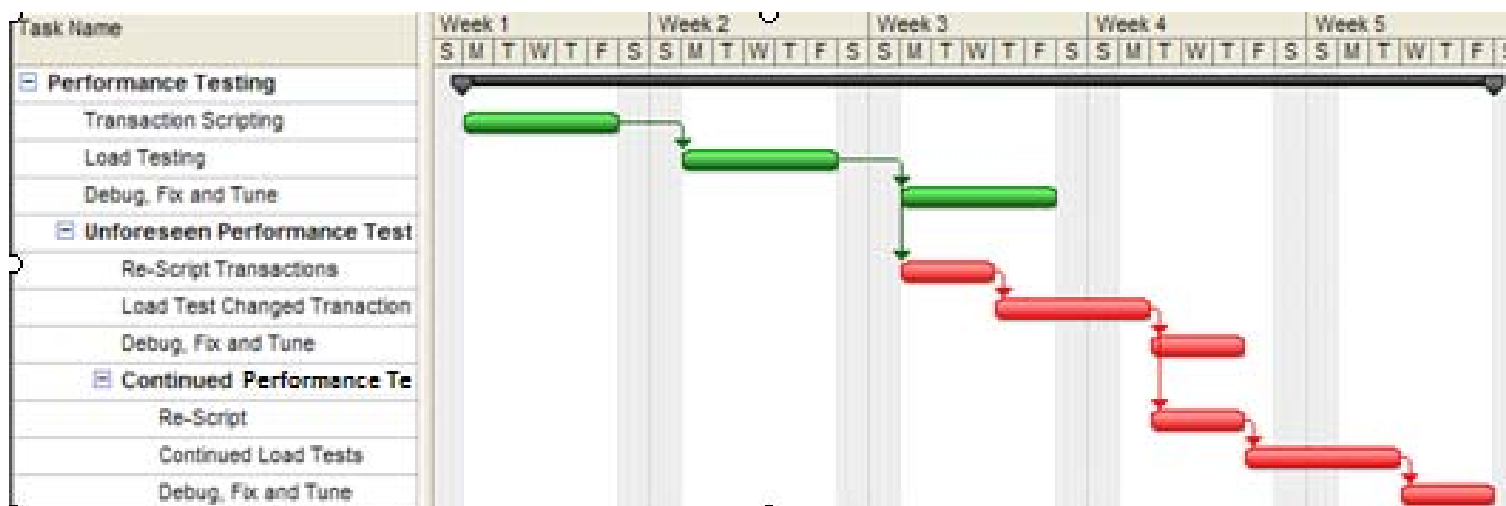 Task Name
Week 1 Week 2 Week 3 Week 4 Week 5
S M T W T F S S M T W T F S S M T W T F S S M T W T F S S M T W T F S
Performance Testing
Transaction Scripting
Load Testing
Debug, Fix and Tune
Unforeseen Performance Test
Re-Script Transactions
Load Test Changed Tranaction
Debug, Fix and Tune
Continued Performance Te
Re-Script
Continued Load Tests
Debug, Fix and Tune